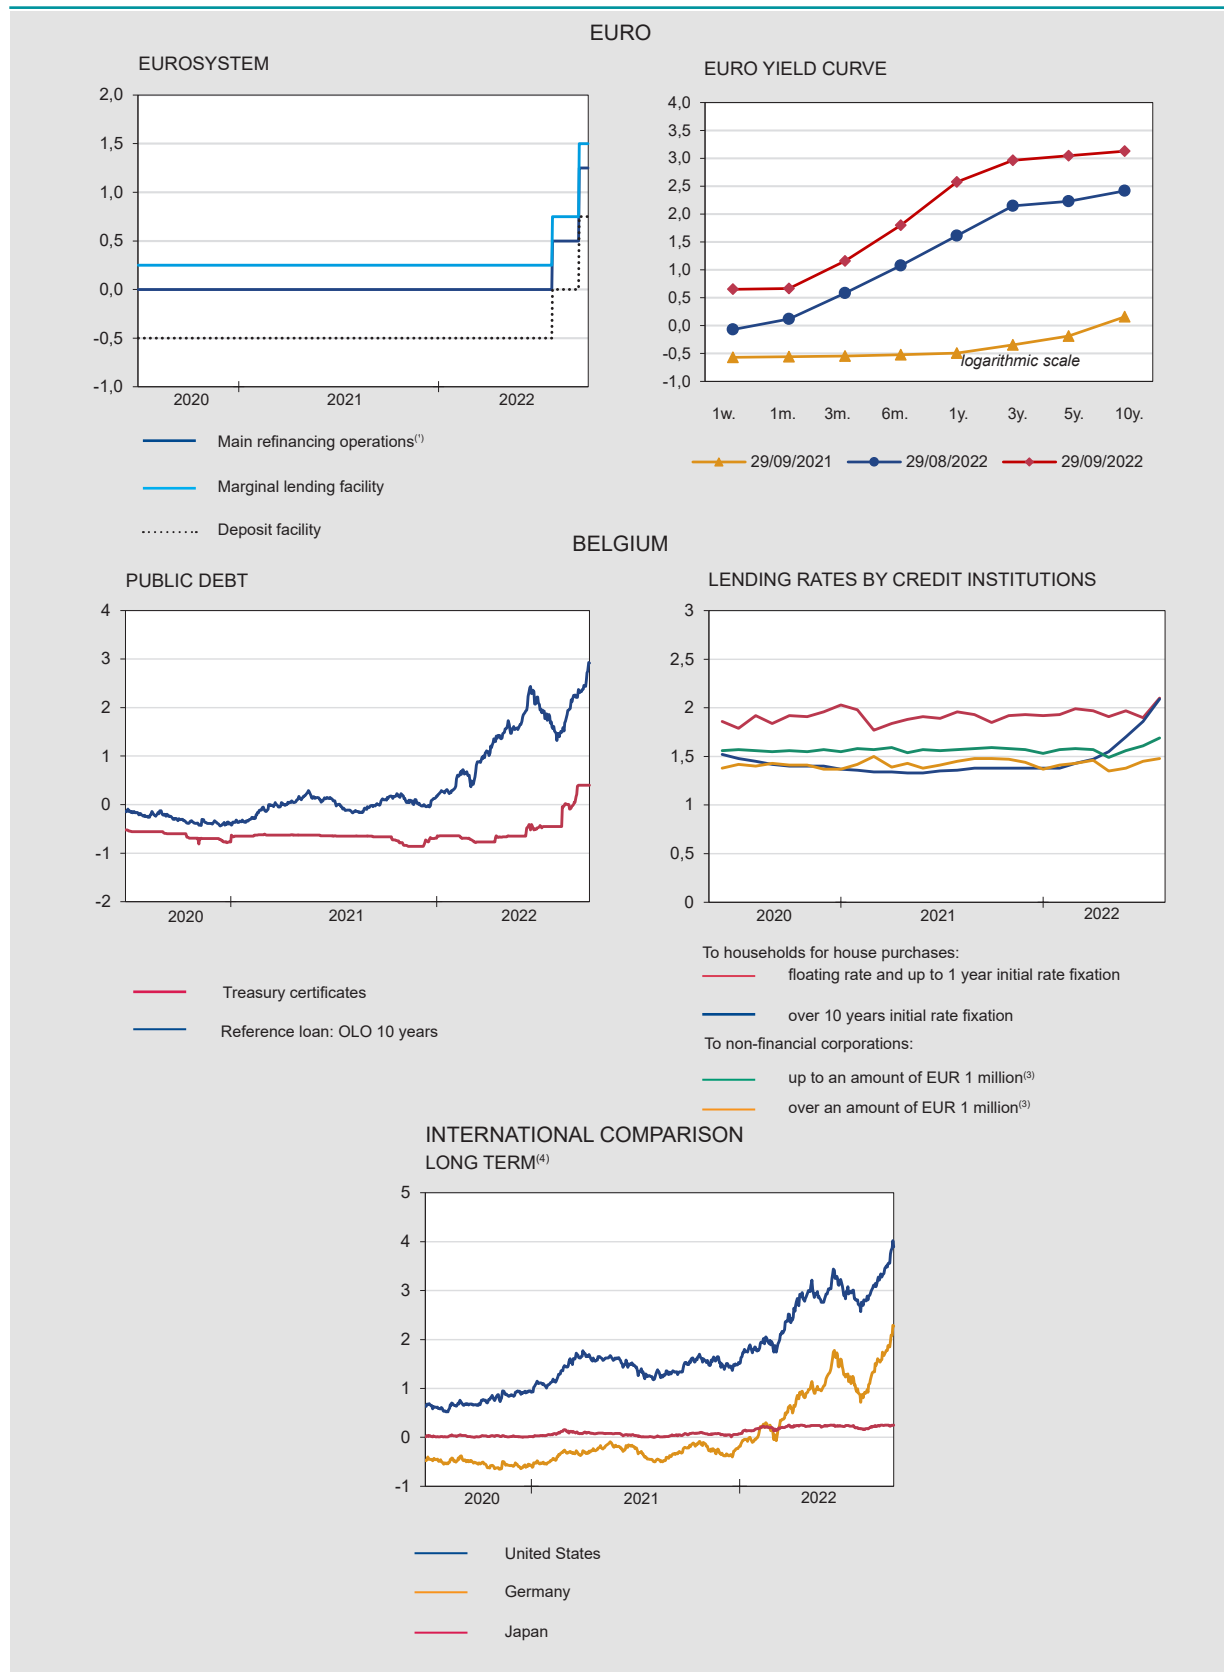 EURO
EUROSYSTEM
2,0
1,5
1,0
0,5
0,0
-0,5
-1,0
2020
2021
2022
Main refinancing operations(¹)
Marginal lending facility
Deposit facility
EURO YIELD CURVE
4,0
3,5
3,0
2,5
2,0
1,5
1,0
0,5
0,0
-0,5
-1,0
logarithmic scale
1w.
1m.
3m.
6m.
1y.
3y.
5y.
10y.
29/09/2021
29/08/2022
29/09/2022
BELGIUM
PUBLIC DEBT
4
3
2
1
0
-1
-2
2020
2021
2022
Treasury certificates
Reference loan: OLO 10 years
LENDING RATES BY CREDIT INSTITUTIONS
3
2,5
2
1,5
1
0,5
0
2020
2021
2022
To households for house purchases:
floating rate and up to 1 year initial rate fixation
over 10 years initial rate fixation
To non-financial corporations:
up to an amount of EUR 1 million(3)
over an amount of EUR 1 million(3)
INTERNATIONAL COMPARISON
LONG TERM(4)
5
4
3
2
1
0
-1
2020
2021
2022
United States
Germany
Japan